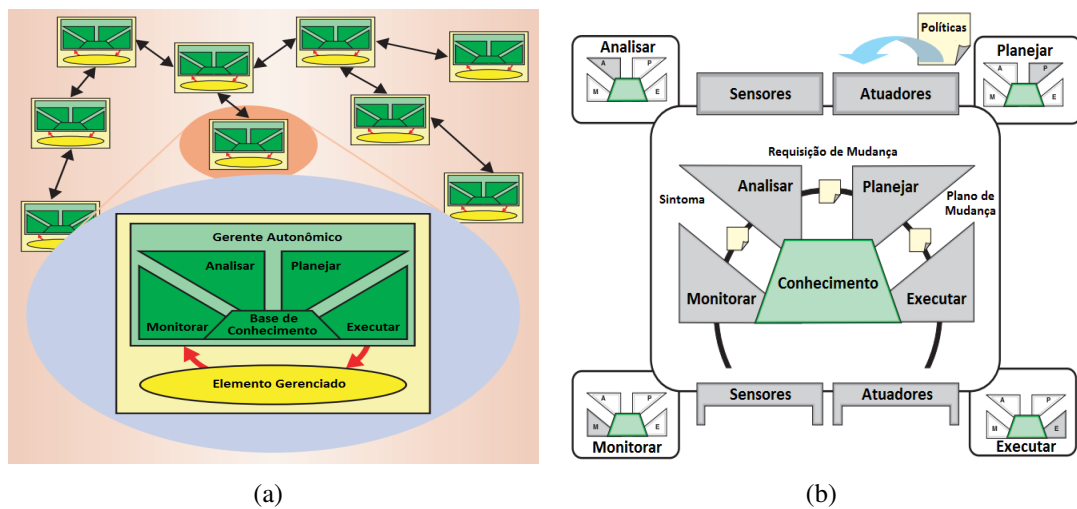 Gerente Autonômico
Analisar
Planejar
Monitorar
Base de
Conhecimento
Executar
Elemento Gerenciado
(a)
Políticas
Analisar
A
P
M
E
Sensores
Atuadores
Planejar
A
P
M
E
Requisição de Mudança
Analisar
Planejar
Sintoma
Plano de
Mudança
Monitorar
Conhecimento
Executar
Sensores
Atuadores
A
P
M
E
Monitorar
A
P
M
E
Executar
(b)